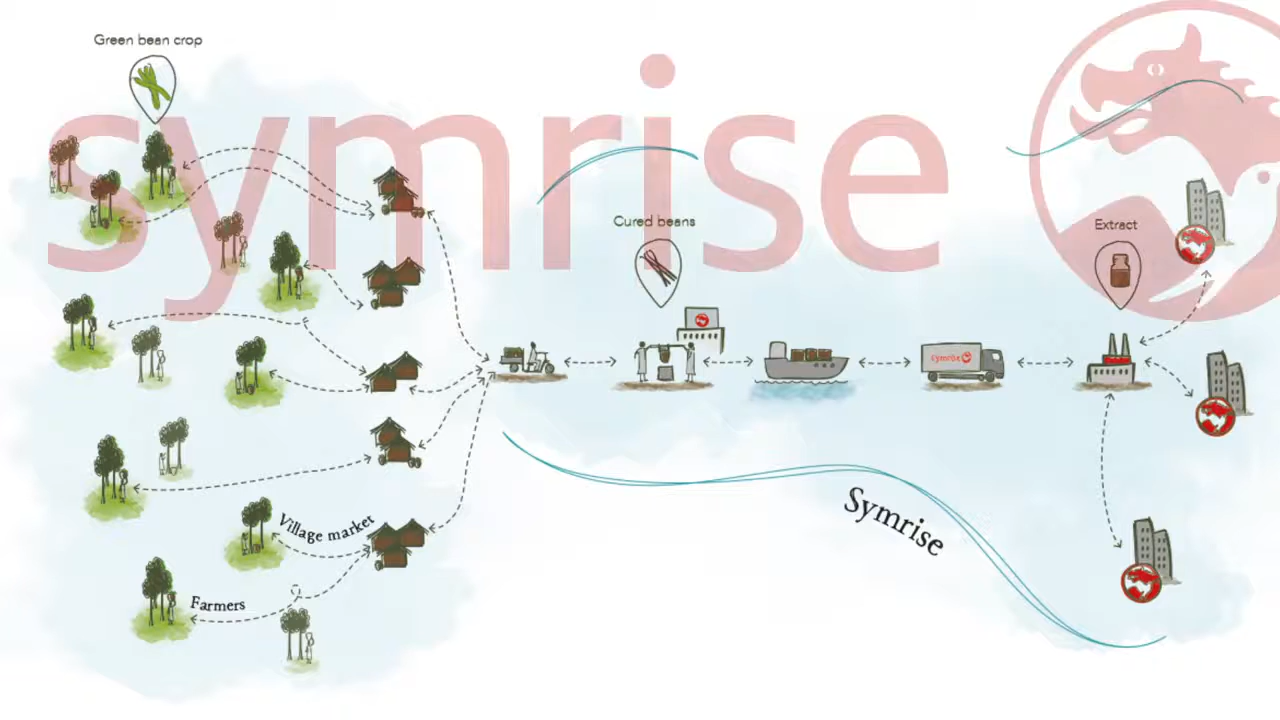 Green bean crop
symrise
Cured beans
Extract
symrise
Village market
Symrise
Farmers